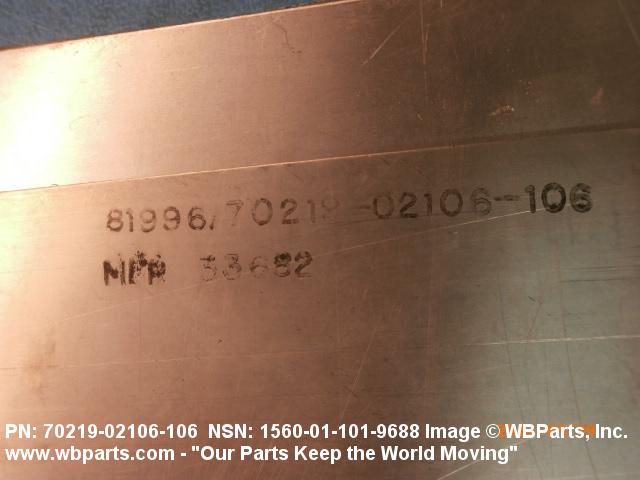 81996/70219-02106-106
MFR 33682
PN: 70219-02106-106 NSN: 1560-01-101-9688 Image © WBParts, Inc.
www.wbparts.com - "Our Parts Keep the World Moving"